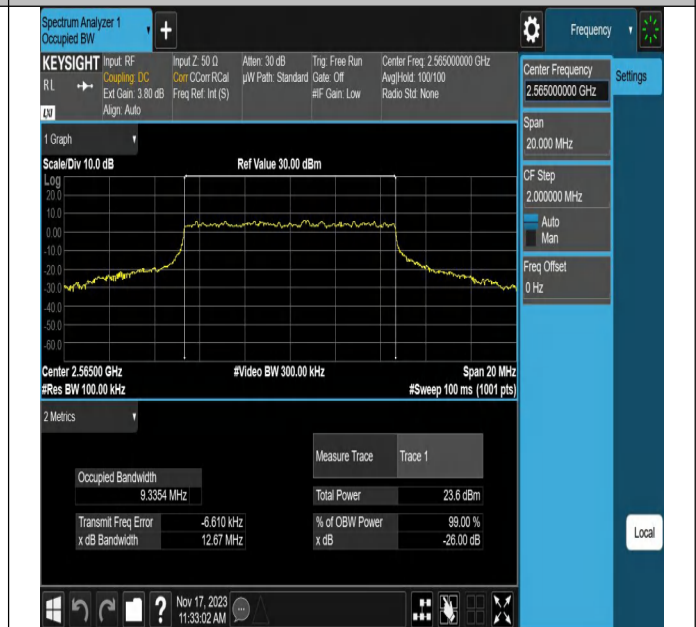 Spectrum Analyzer 1
Occupied BW
Frequency
KEYSIGHT
RL
LXI
Input: RF
Coupling: DC
Ext Gain: 3.80 dB
Align: Auto
Input Z: 50 Ω
Corr CCorr RCal
Freq Ref: Int (S)
Atten: 30 dB
µW Path: Standard
Trig: Free Run
Gate: Off
#IF Gain: Low
Center Freq: 2.565000000 GHz
Avg|Hold: 100/100
Radio Std: None
Center Frequency
2.565000000 GHz
Settings
Span
20.000 MHz
CF Step
2.000000 MHz
Auto
Man
Freq Offset
0 Hz
Local
1 Graph
Scale/Div 10.0 dB
Ref Value 30.00 dBm
Log
20.0
10.0
0.00
-10.0
-20.0
-30.0
-40.0
-50.0
-60.0
Center 2.56500 GHz
#Video BW 300.00 kHz
Span 20 MHz
#Res BW 100.00 kHz
#Sweep 100 ms (1001 pts)
2 Metrics
Measure Trace Trace 1
Occupied Bandwidth
9.3354 MHz
Total Power 23.6 dBm
Transmit Freq Error -6.610 kHz
% of OBW Power 99.00 %
x dB Bandwidth 12.67 MHz
x dB -26.00 dB
?
Nov 17, 2023
11:33:02 AM